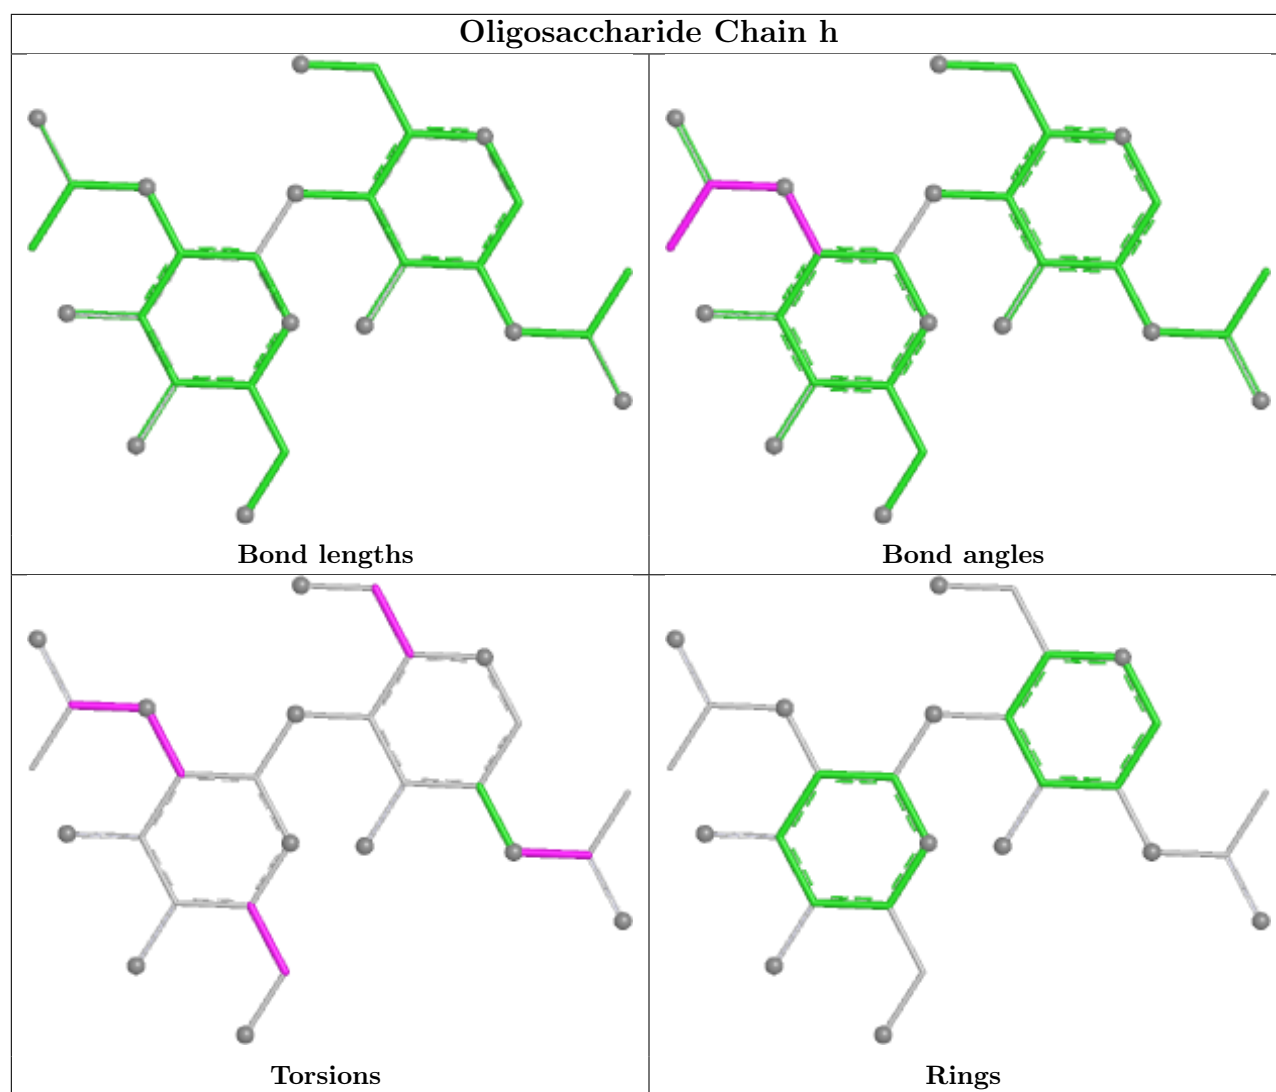 Oligosaccharide Chain h
Bond lengths
Bond angles
Torsions
Rings